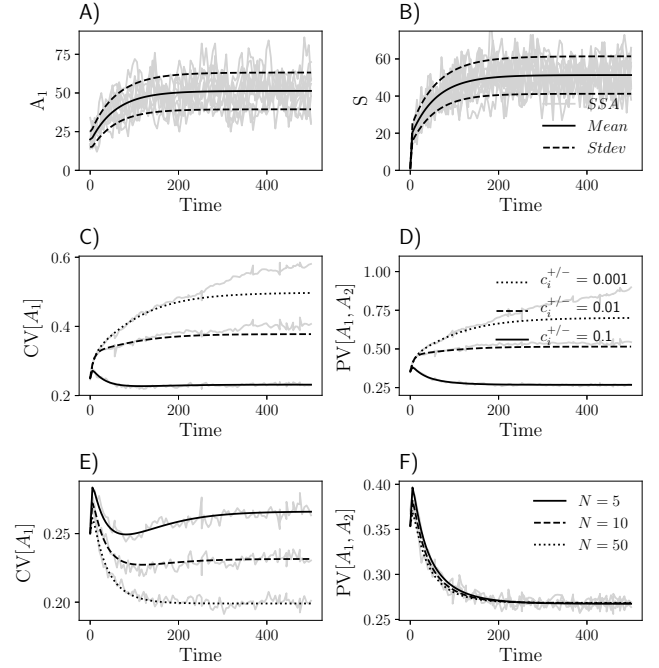 A)
B)
75
50
25
0
A₁
0
200
400
Time
60
40
20
0
S
SSA
Mean
Stdev
0
200
400
Time
C)
D)
0.6
0.4
0.2
CV[A₁]
0
200
400
Time
1.00
0.75
0.50
0.25
PV[A₁, A₂]
cᵢ⁺/⁻ = 0.001
cᵢ⁺/⁻ = 0.01
cᵢ⁺/⁻ = 0.1
0
200
400
Time
E)
F)
0.25
0.20
CV[A₁]
0
200
400
Time
0.40
0.35
0.30
0.25
PV[A₁, A₂]
N = 5
N = 10
N = 50
0
200
400
Time